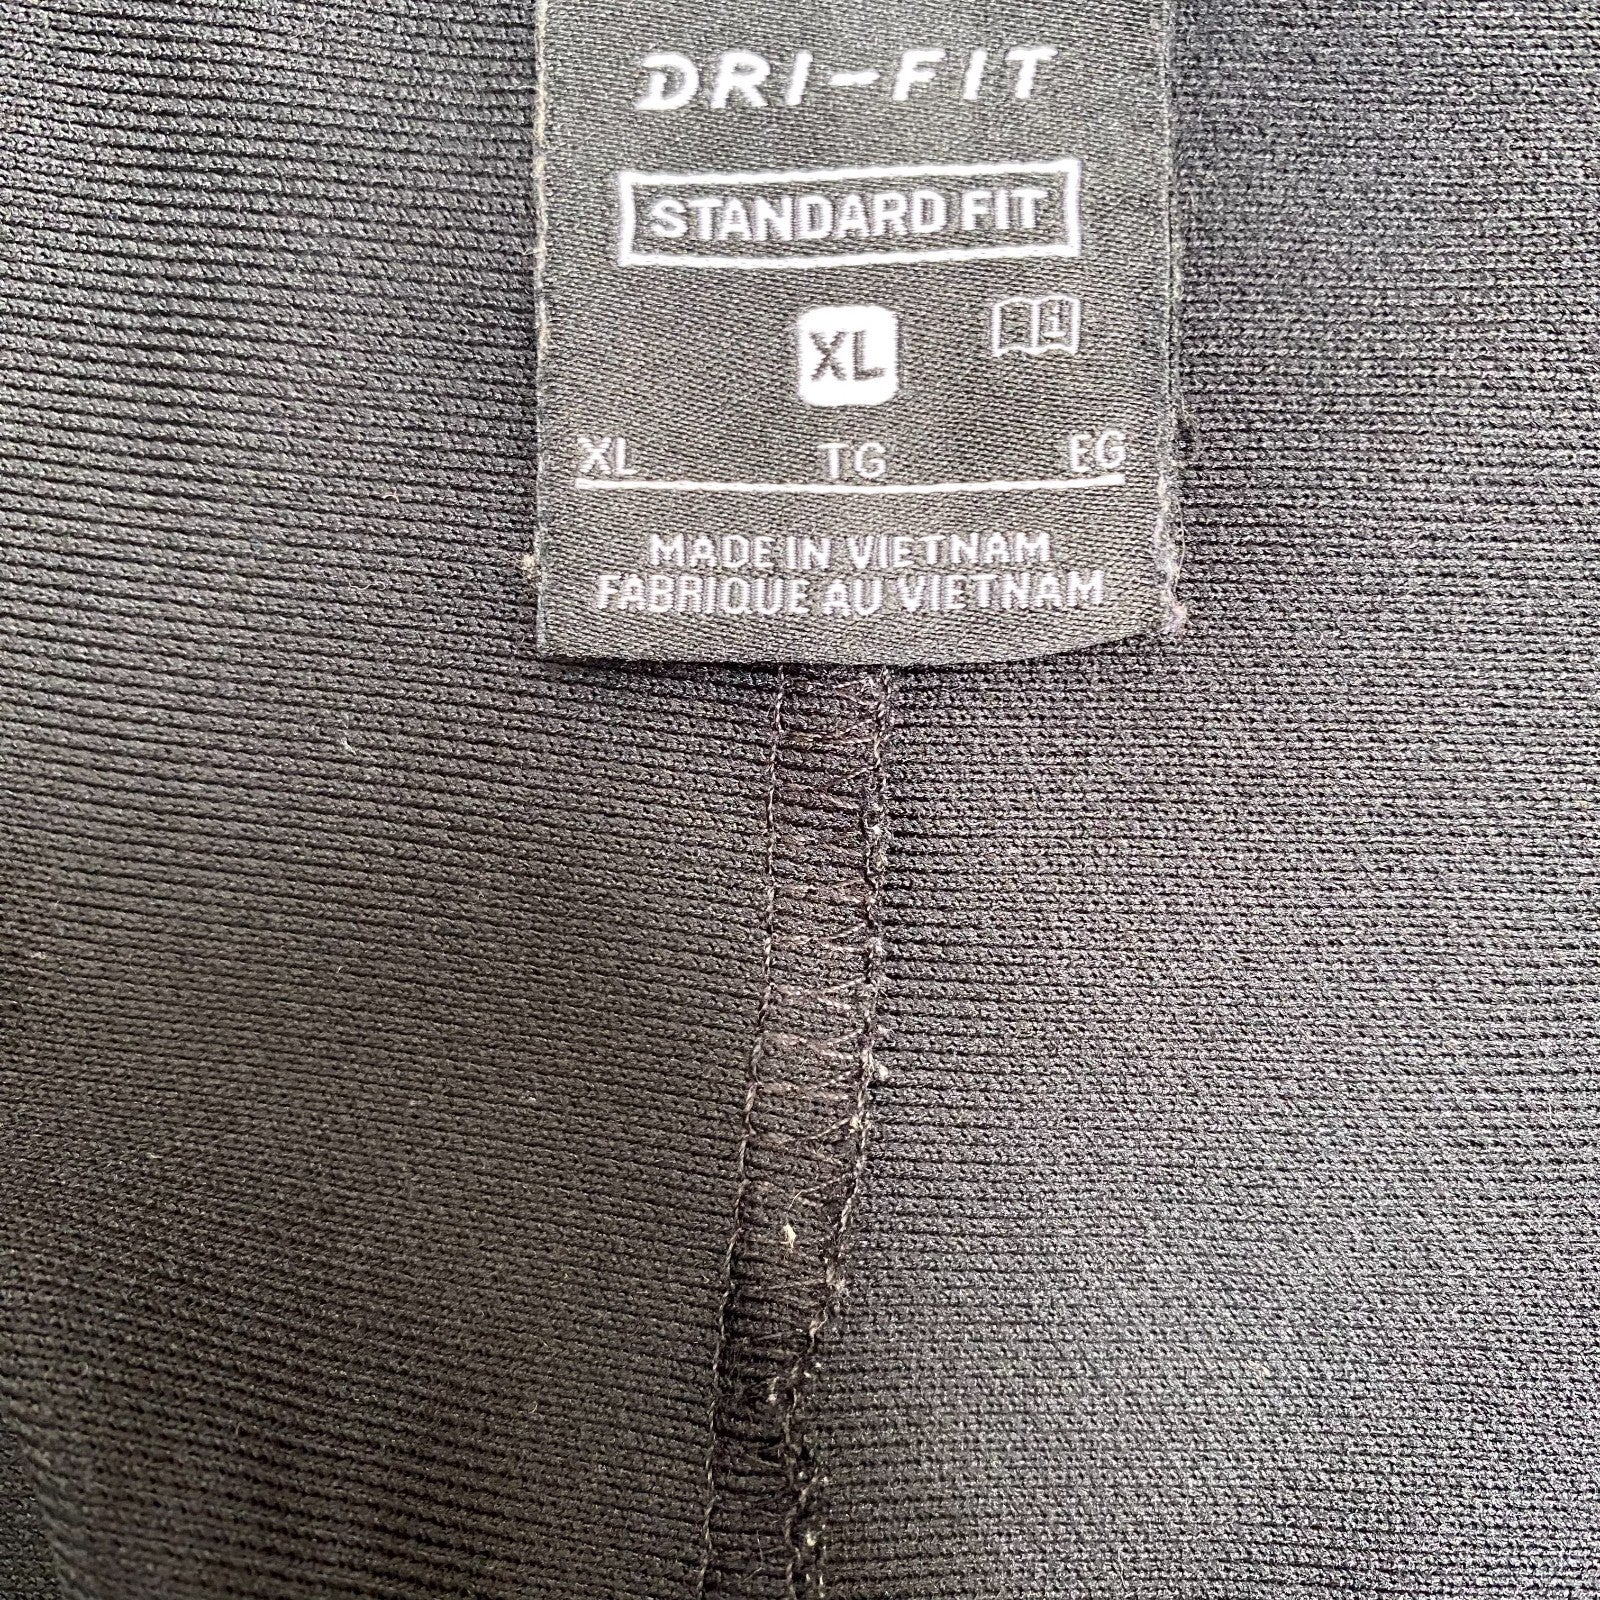 DRI-FIT
STANDARD FIT
XL
XL TG EG
MADE IN VIETNAM
FABRIQUE AU VIETNAM